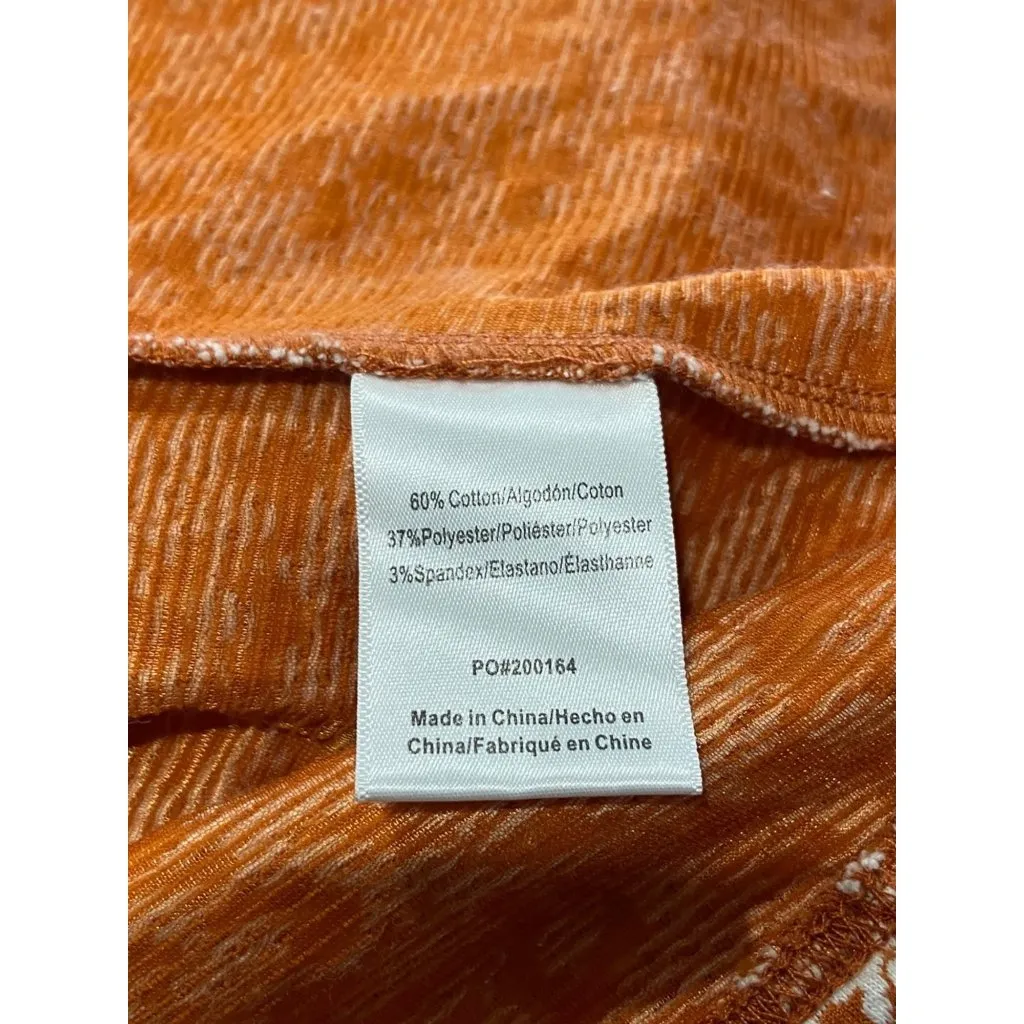 60% Cotton/Algodón/Coton
37%Polyester/Poliéster/Polyester
3%Spandex/Elastano/Élasthanne
PO#200164
Made in China/Hecho en
China/Fabriqué en Chine